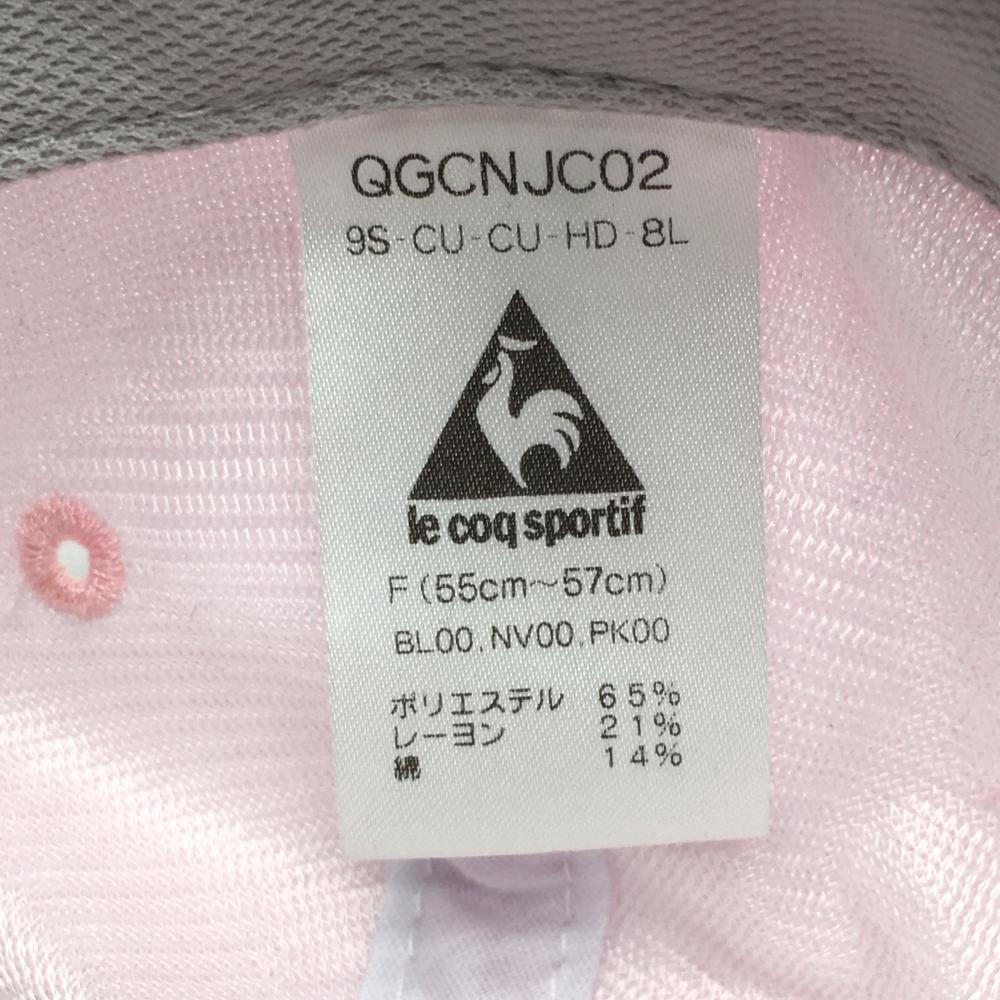 QGCNJC02
9S-CU-CU-HD-8L
le coq sportif
F (55cm～57cm)
BL00.NV00.PK00
ポリエステル 65%
レーヨン 21%
綿 14%